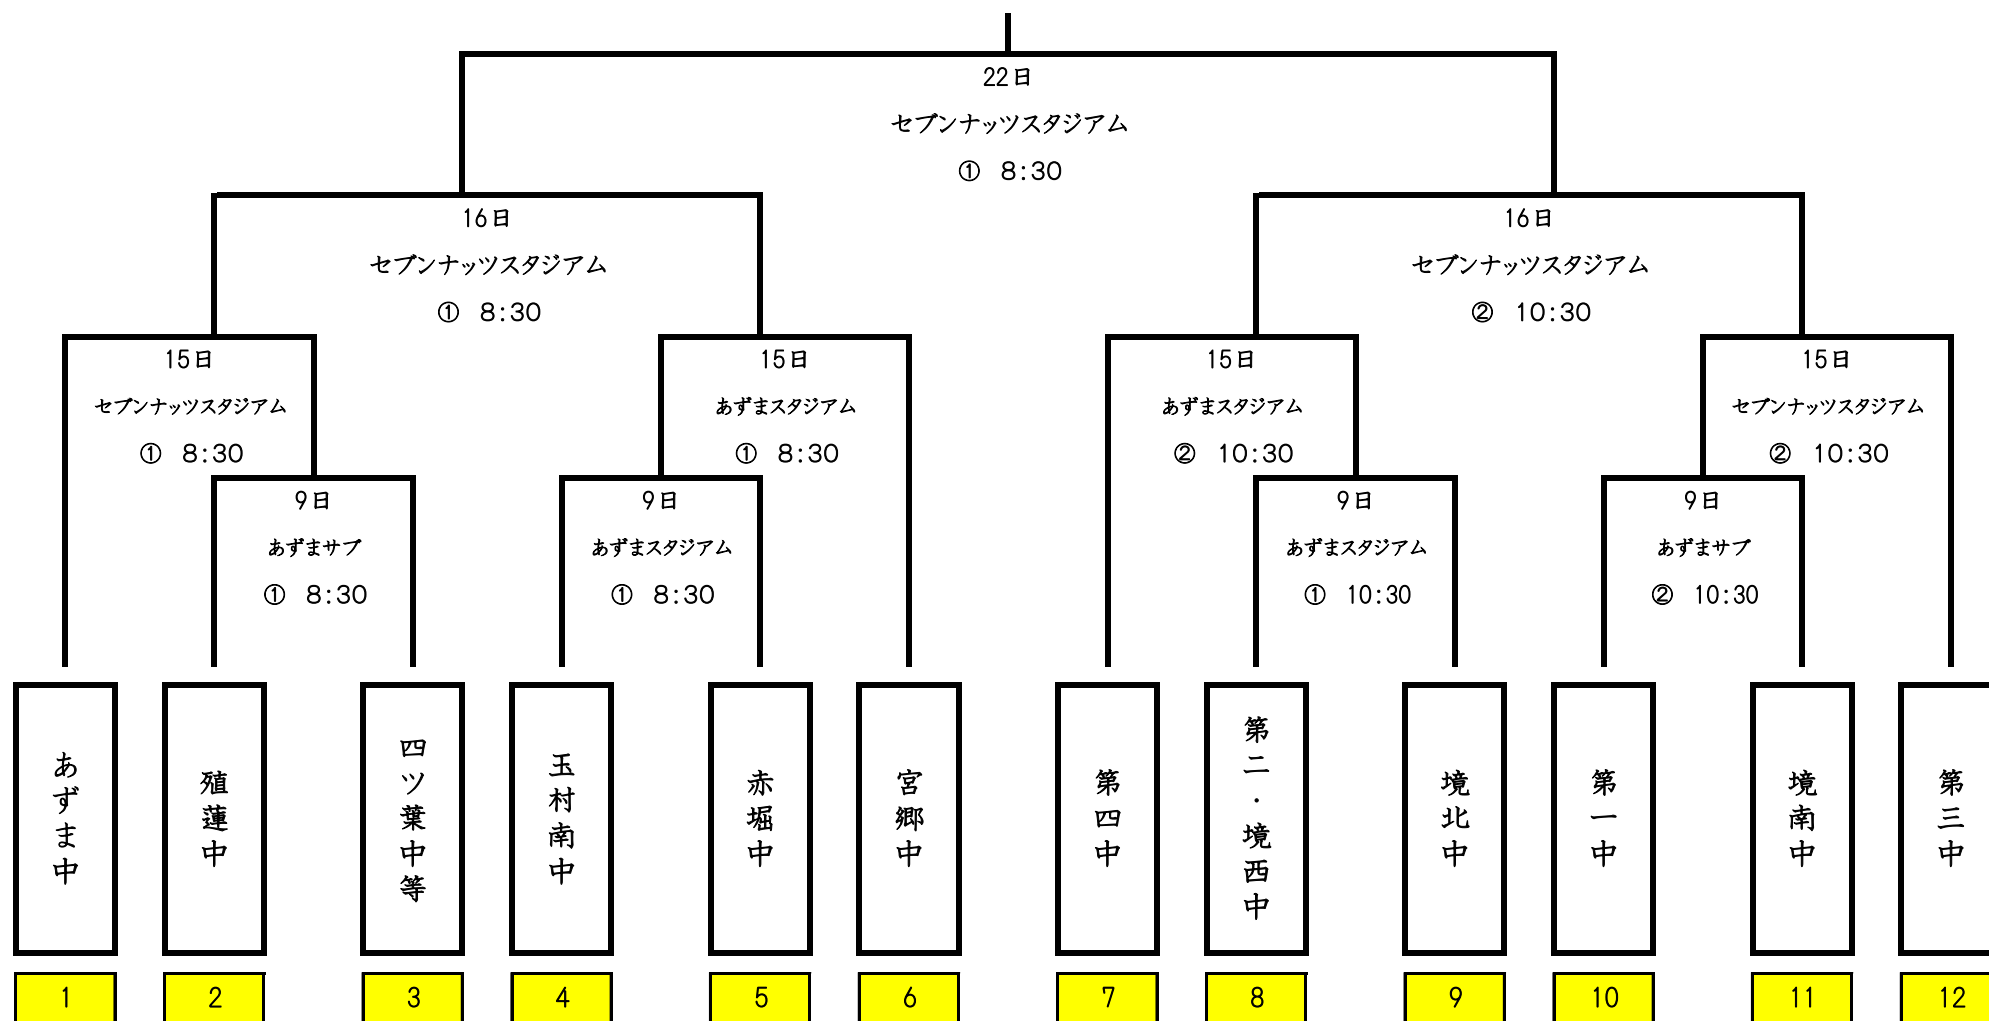 22日
セブンナッツスタジアム
① 8:30
16日
セブンナッツスタジアム
① 8:30
16日
セブンナッツスタジアム
② 10:30
15日
セブンナッツスタジアム
① 8:30
15日
あずまスタジアム
① 8:30
15日
あずまスタジアム
② 10:30
15日
セブンナッツスタジアム
② 10:30
9日
あずまサブ
① 8:30
9日
あずまスタジアム
① 8:30
9日
あずまスタジアム
① 10:30
9日
あずまサブ
② 10:30
あずま中
殖蓮中
四ツ葉中等
玉村南中
赤堀中
宮郷中
第四中
第二・境西中
境北中
第一中
境南中
第三中
1
2
3
4
5
6
7
8
9
10
11
12